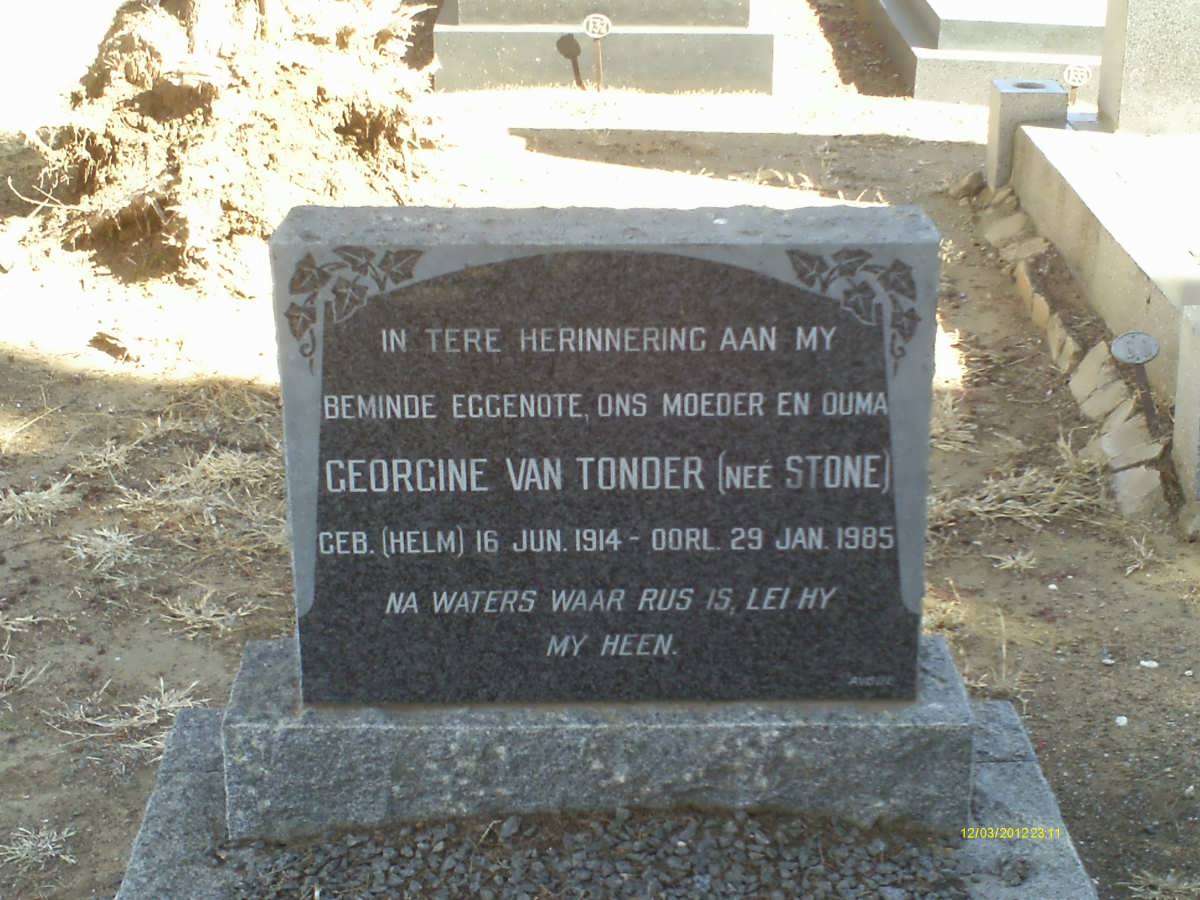 134
135
IN TERE HERINNERING AAN MY
BEMINDE EGGENOTE, ONS MOEDER EN OUMA
GEORGINE VAN TONDER (NEÉ STONE)
GEB. (HELM) 16 JUN. 1914 - OORL. 29 JAN. 1985
NA WATERS WAAR RUS IS, LEI HY
MY HEEN.
12/03/2012 23:11